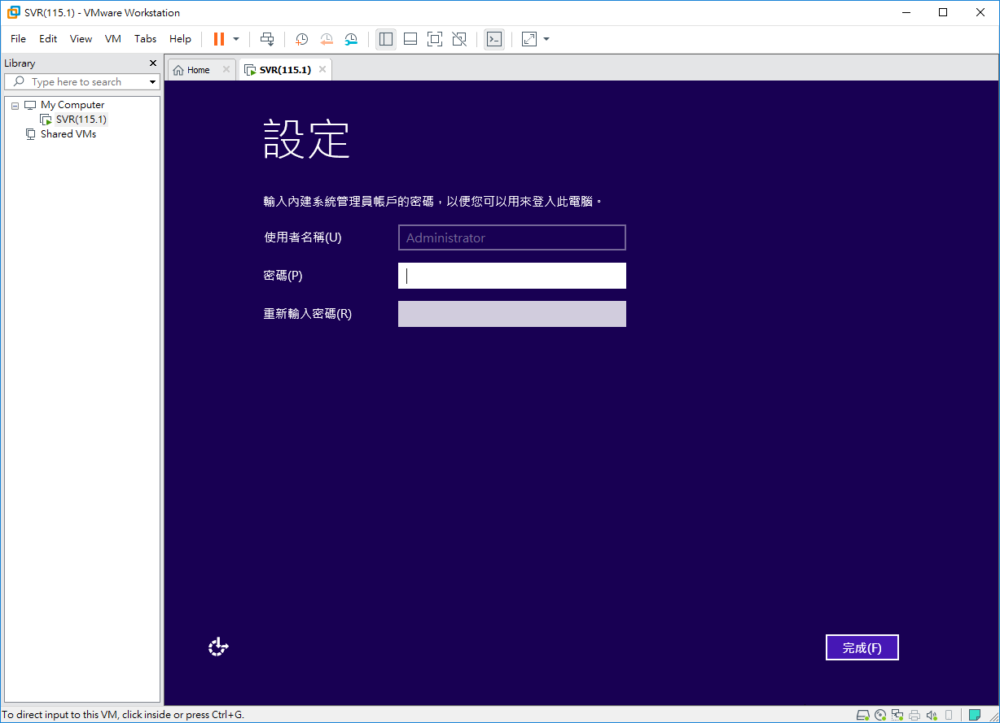 SVR(115.1) - VMware Workstation
File Edit View VM Tabs Help
Library
Home SVR(115.1)
Type here to search
My Computer
SVR(115.1)
Shared VMs
設定
輸入內建系統管理員帳戶的密碼，以便您可以用來登入此電腦。
使用者名稱(U) Administrator
密碼(P)
重新輸入密碼(R)
完成(F)
To direct input to this VM, click inside or press Ctrl+G.